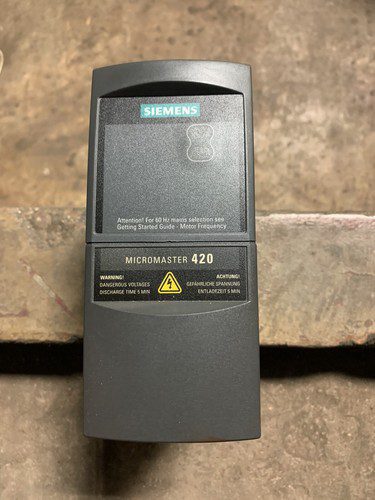 SIEMENS
Attention! For 60 Hz mains selection see
Getting Started Guide - Motor Frequency
MICROMASTER 420
WARNING!
DANGEROUS VOLTAGES
DISCHARGE TIME 5 MIN
ACHTUNG!
GEFÄHRLICHE SPANNUNG
ENTLADEZEIT 5 MIN